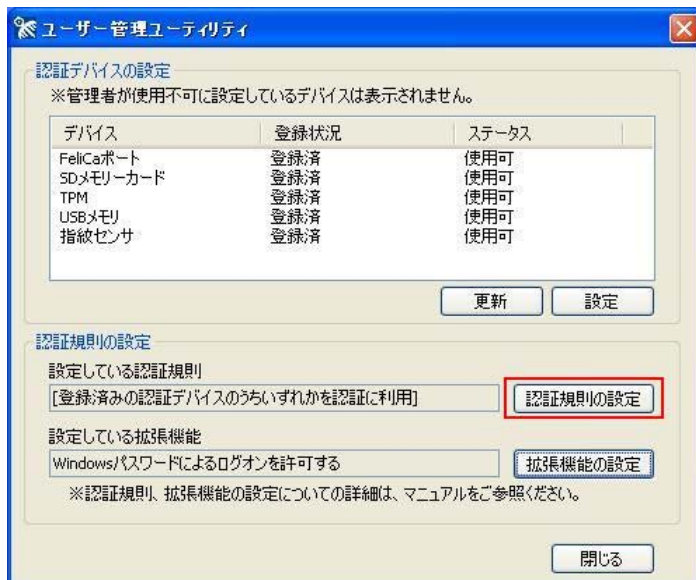 ユーザー管理ユーティリティ
認証デバイスの設定
※管理者が使用不可に設定しているデバイスは表示されません。
デバイス 登録状況 ステータス
FeliCaポート 登録済 使用可
SDメモリーカード 登録済 使用可
TPM 登録済 使用可
USBメモリ 登録済 使用可
指紋センサ 登録済 使用可
更新 設定
認証規則の設定
設定している認証規則
[登録済みの認証デバイスのうちいずれかを認証に利用] 認証規則の設定
設定している拡張機能
Windowsパスワードによるログオンを許可する 拡張機能の設定
※認証規則、拡張機能の設定についての詳細は、マニュアルをご参照ください。
閉じる